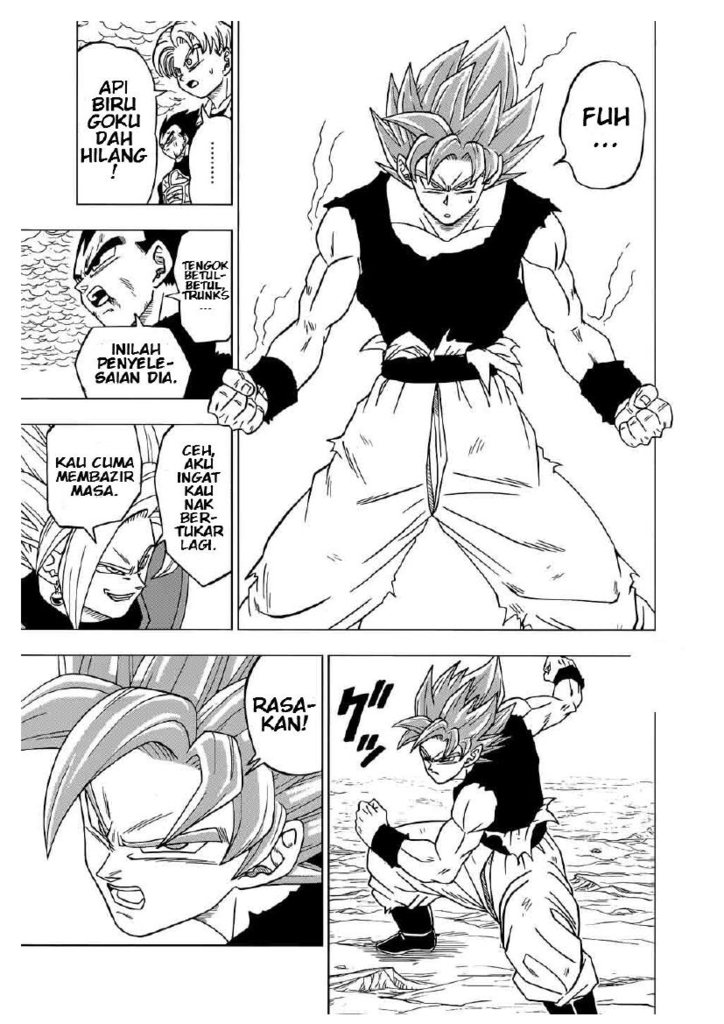 FUH
...
API
BIRU
GOKU
DAH
HILANG
!
.........
TENGOK
BETUL-
BETUL,
TRUNKS
...
INILAH
PENYELE-
SAIAN DIA.
CEH,
AKU
INGAT
KAU
NAK
BER-
TUKAR
LAGI.
KAU CUMA
MEMBAZIR
MASA.
グッ
RASA-
KAN!